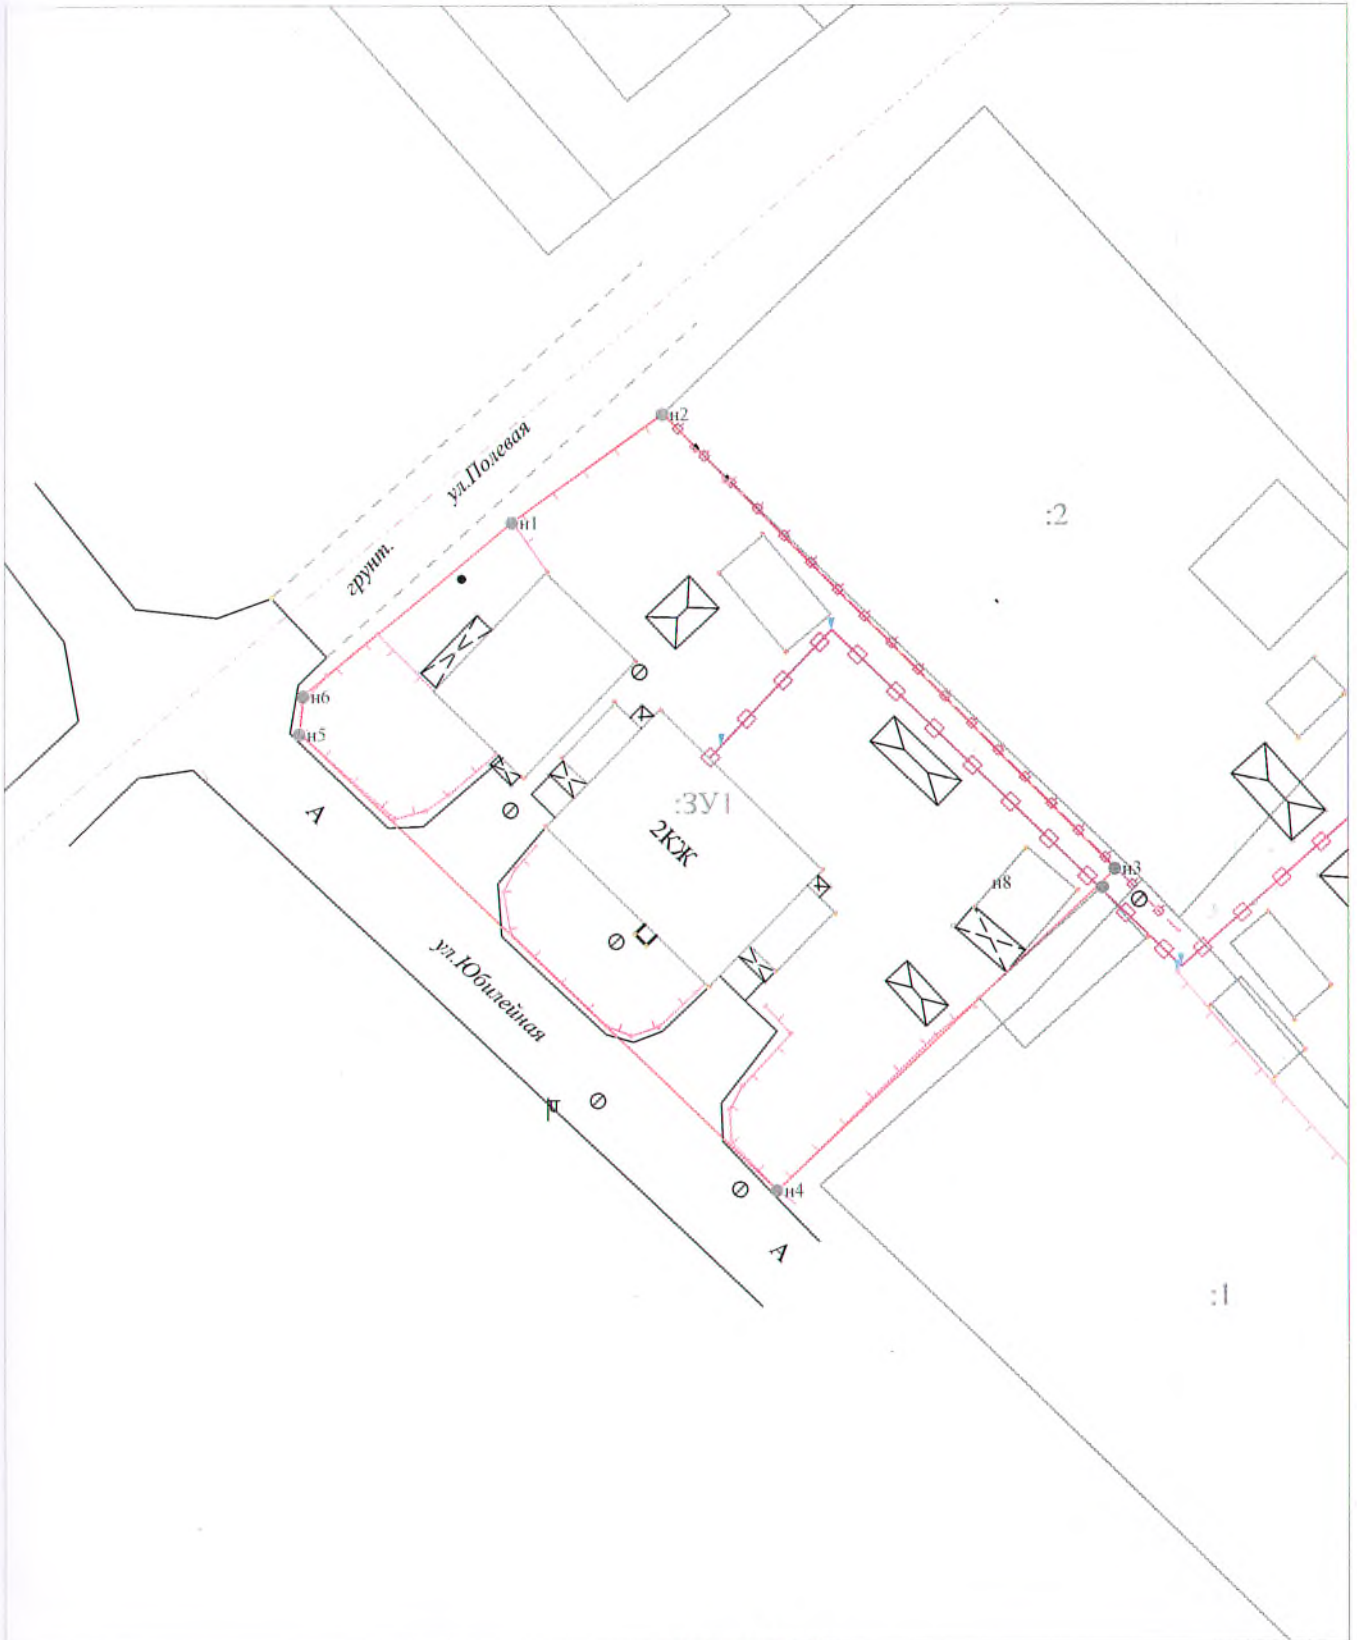 н2
ул.Полевая
:2
н1
грунт.
н6
н5
:ЗУ1
А
2КЖ
н3
н8
ул.Юбилейная
п
н4
А
:1